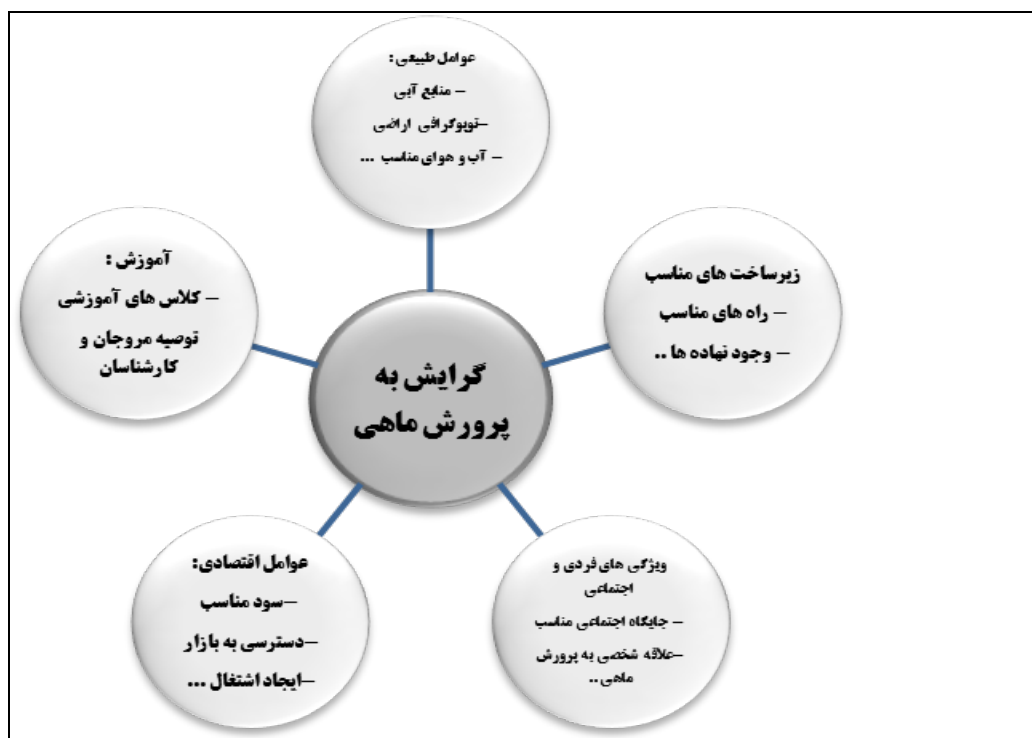 عوامل طبیعی :
– منابع آبی
–توپوگرافی اراضی
– آب و هوای مناسب ...
زیرساخت های مناسب
– راه های مناسب
– وجود نهاده ها ..
آموزش :
– کلاس های آموزشی
توصیه مروجان و
کارشناسان
گرایش به
پرورش ماهی
ویژگی های فردی و
اجتماعی
– جایگاه اجتماعی مناسب
–علاقه شخصی به پرورش
ماهی ..
عوامل اقتصادی:
–سود مناسب
–دسترسی به بازار
–ایجاد اشتغال ...